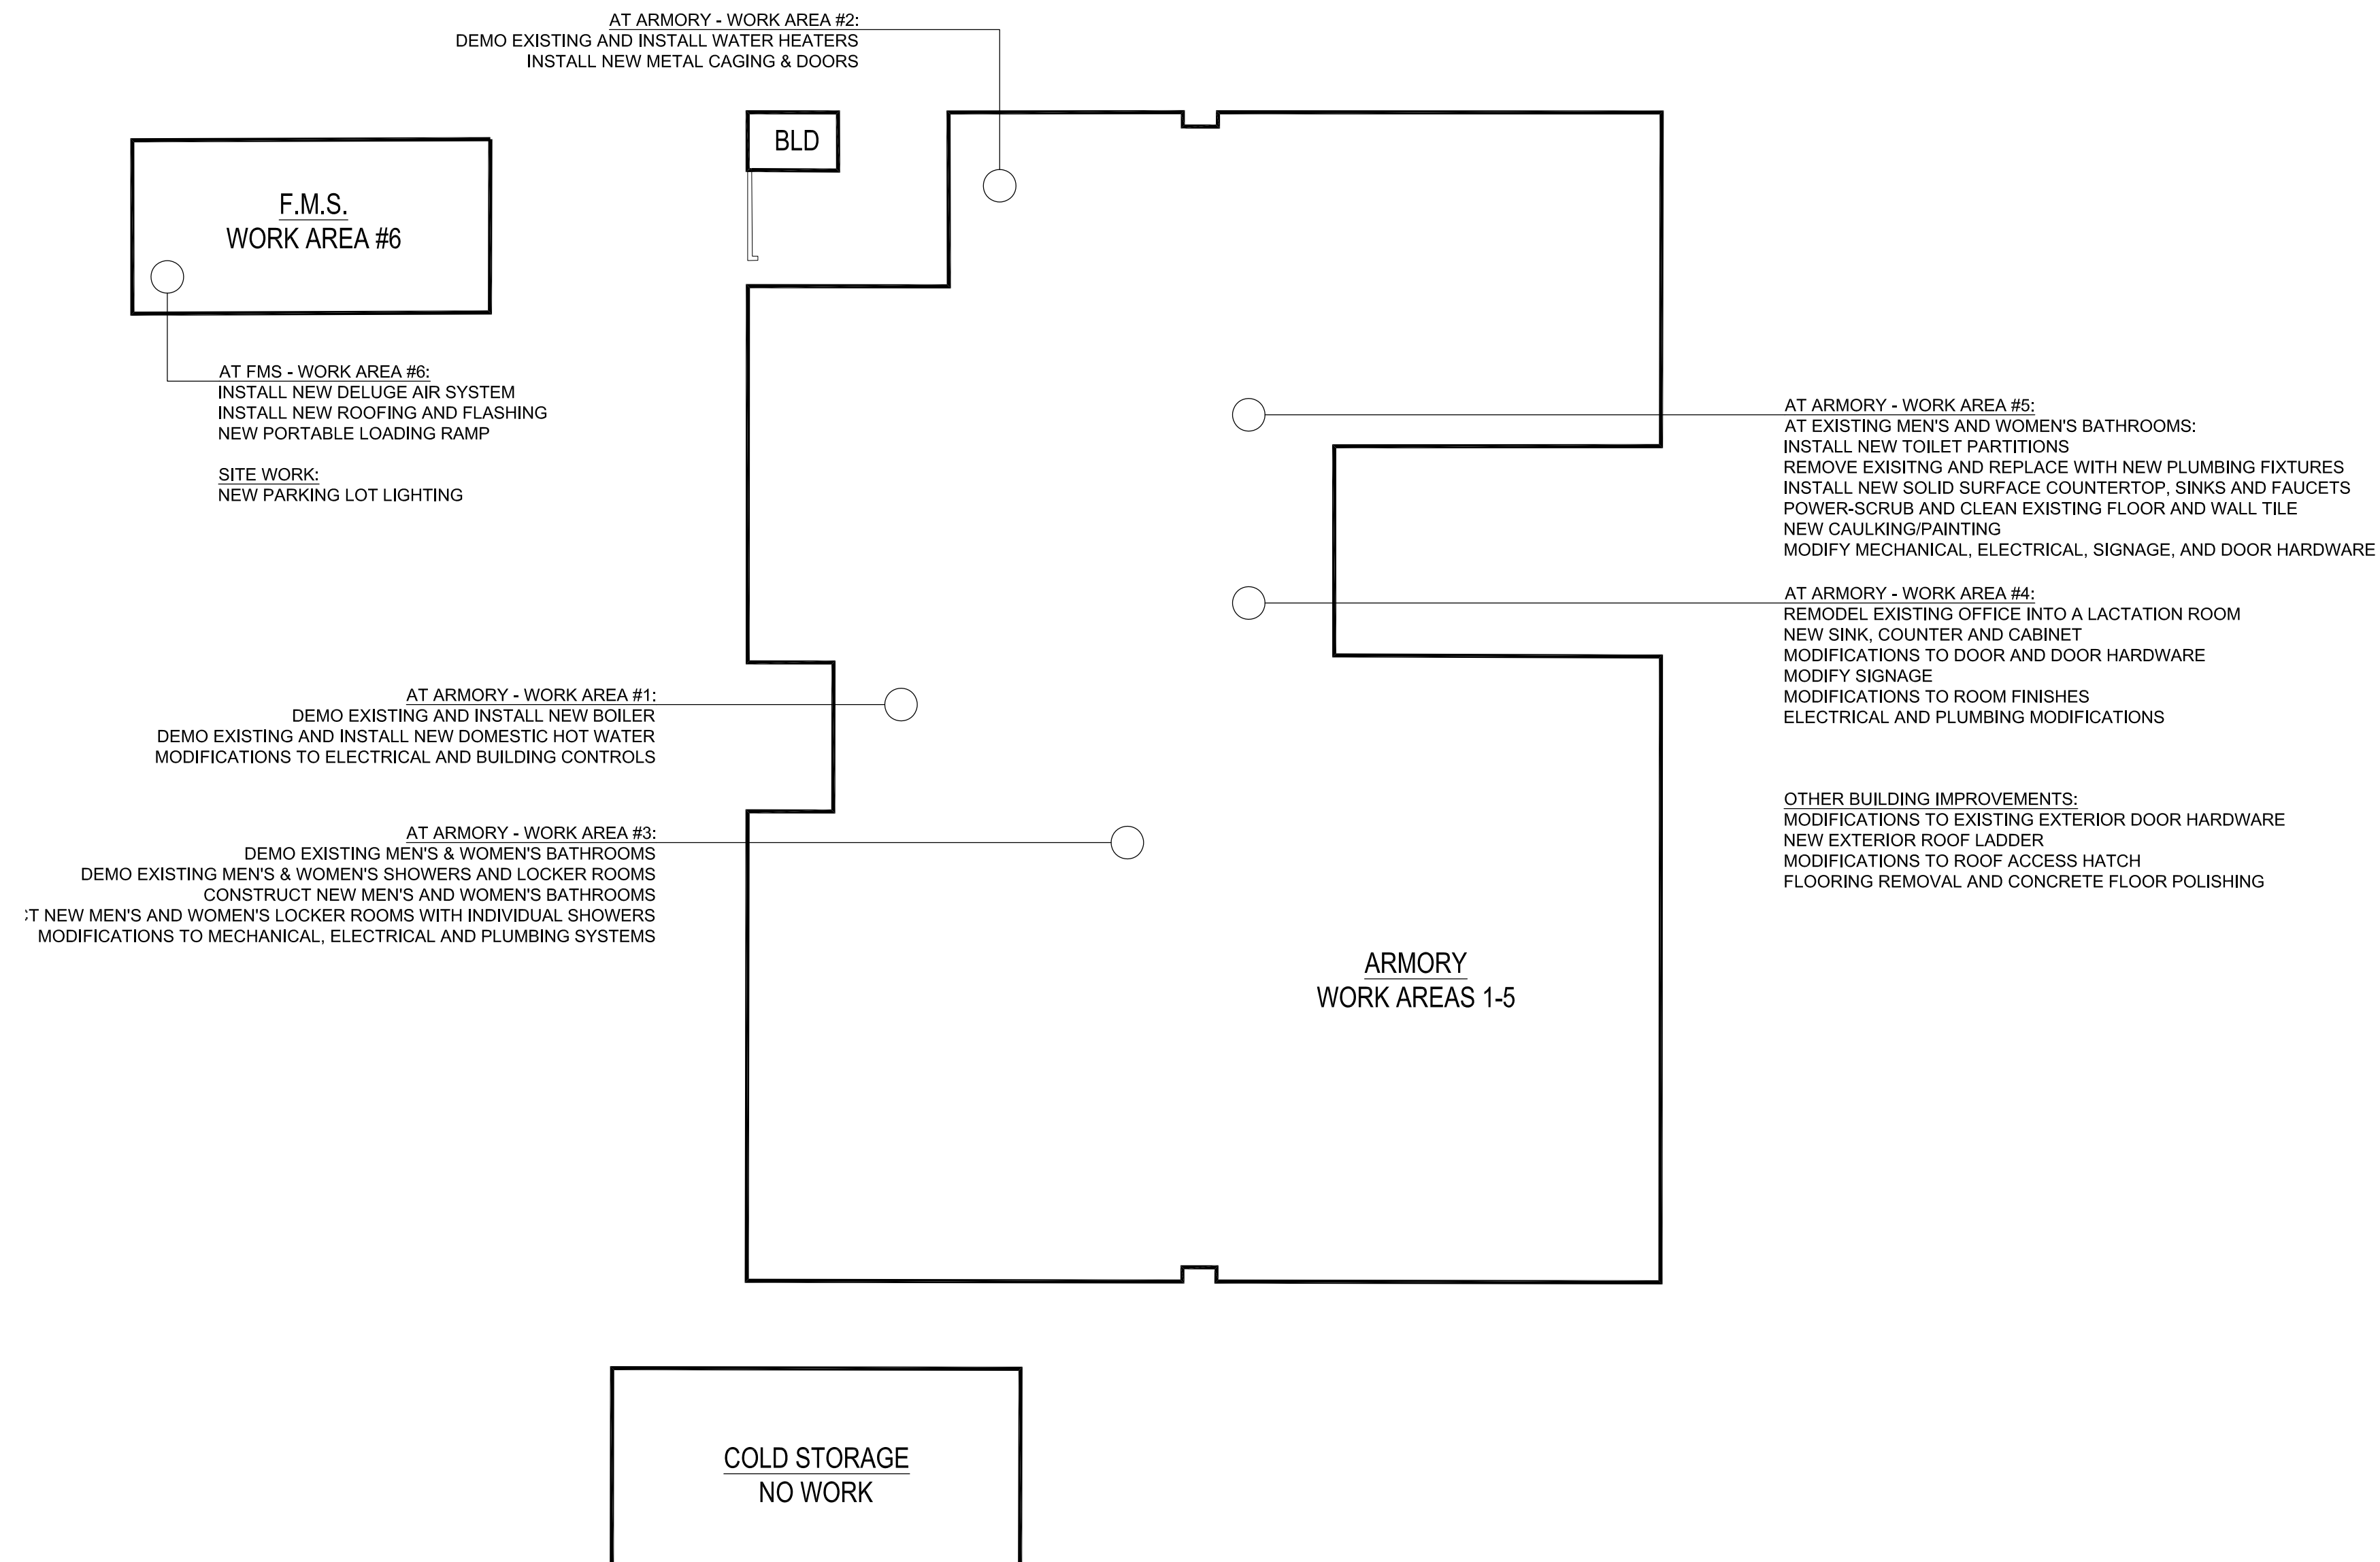 AT ARMORY - WORK AREA #2:
DEMO EXISTING AND INSTALL WATER HEATERS
INSTALL NEW METAL CAGING & DOORS
BLD
F.M.S.
WORK AREA #6
AT FMS - WORK AREA #6:
INSTALL NEW DELUGE AIR SYSTEM
INSTALL NEW ROOFING AND FLASHING
NEW PORTABLE LOADING RAMP
SITE WORK:
NEW PARKING LOT LIGHTING
AT ARMORY - WORK AREA #5:
AT EXISTING MEN'S AND WOMEN'S BATHROOMS:
INSTALL NEW TOILET PARTITIONS
REMOVE EXISITNG AND REPLACE WITH NEW PLUMBING FIXTURES
INSTALL NEW SOLID SURFACE COUNTERTOP, SINKS AND FAUCETS
POWER-SCRUB AND CLEAN EXISTING FLOOR AND WALL TILE
NEW CAULKING/PAINTING
MODIFY MECHANICAL, ELECTRICAL, SIGNAGE, AND DOOR HARDWARE
AT ARMORY - WORK AREA #4:
REMODEL EXISTING OFFICE INTO A LACTATION ROOM
NEW SINK, COUNTER AND CABINET
MODIFICATIONS TO DOOR AND DOOR HARDWARE
MODIFY SIGNAGE
MODIFICATIONS TO ROOM FINISHES
ELECTRICAL AND PLUMBING MODIFICATIONS
AT ARMORY - WORK AREA #1:
DEMO EXISTING AND INSTALL NEW BOILER
DEMO EXISTING AND INSTALL NEW DOMESTIC HOT WATER
MODIFICATIONS TO ELECTRICAL AND BUILDING CONTROLS
OTHER BUILDING IMPROVEMENTS:
MODIFICATIONS TO EXISTING EXTERIOR DOOR HARDWARE
NEW EXTERIOR ROOF LADDER
MODIFICATIONS TO ROOF ACCESS HATCH
FLOORING REMOVAL AND CONCRETE FLOOR POLISHING
AT ARMORY - WORK AREA #3:
DEMO EXISTING MEN'S & WOMEN'S BATHROOMS
DEMO EXISTING MEN'S & WOMEN'S SHOWERS AND LOCKER ROOMS
CONSTRUCT NEW MEN'S AND WOMEN'S BATHROOMS
T NEW MEN'S AND WOMEN'S LOCKER ROOMS WITH INDIVIDUAL SHOWERS
MODIFICATIONS TO MECHANICAL, ELECTRICAL AND PLUMBING SYSTEMS
ARMORY
WORK AREAS 1-5
COLD STORAGE
NO WORK